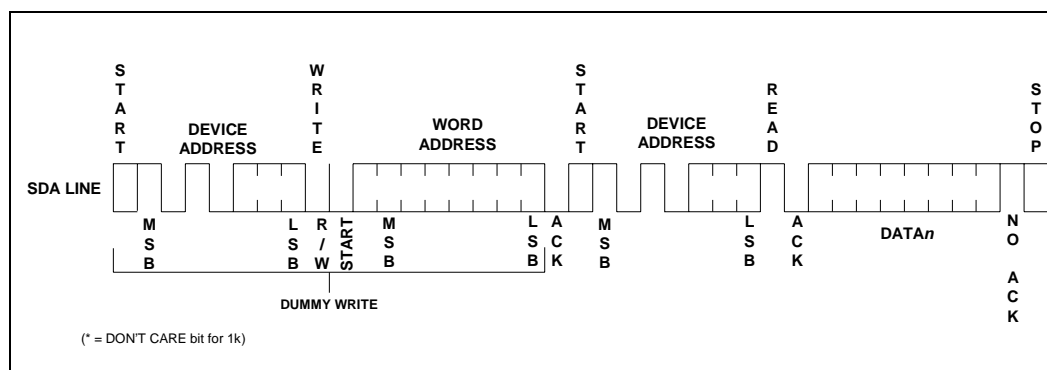 START
WRITE
START
READ
STOP
DEVICE
ADDRESS
WORD
ADDRESS
DEVICE
ADDRESS
SDA LINE
MSB
LSB
R/W
START
MSB
LSB
ACK
MSB
LSB
ACK
DATAn
NO ACK
DUMMY WRITE
(* = DON'T CARE bit for 1k)